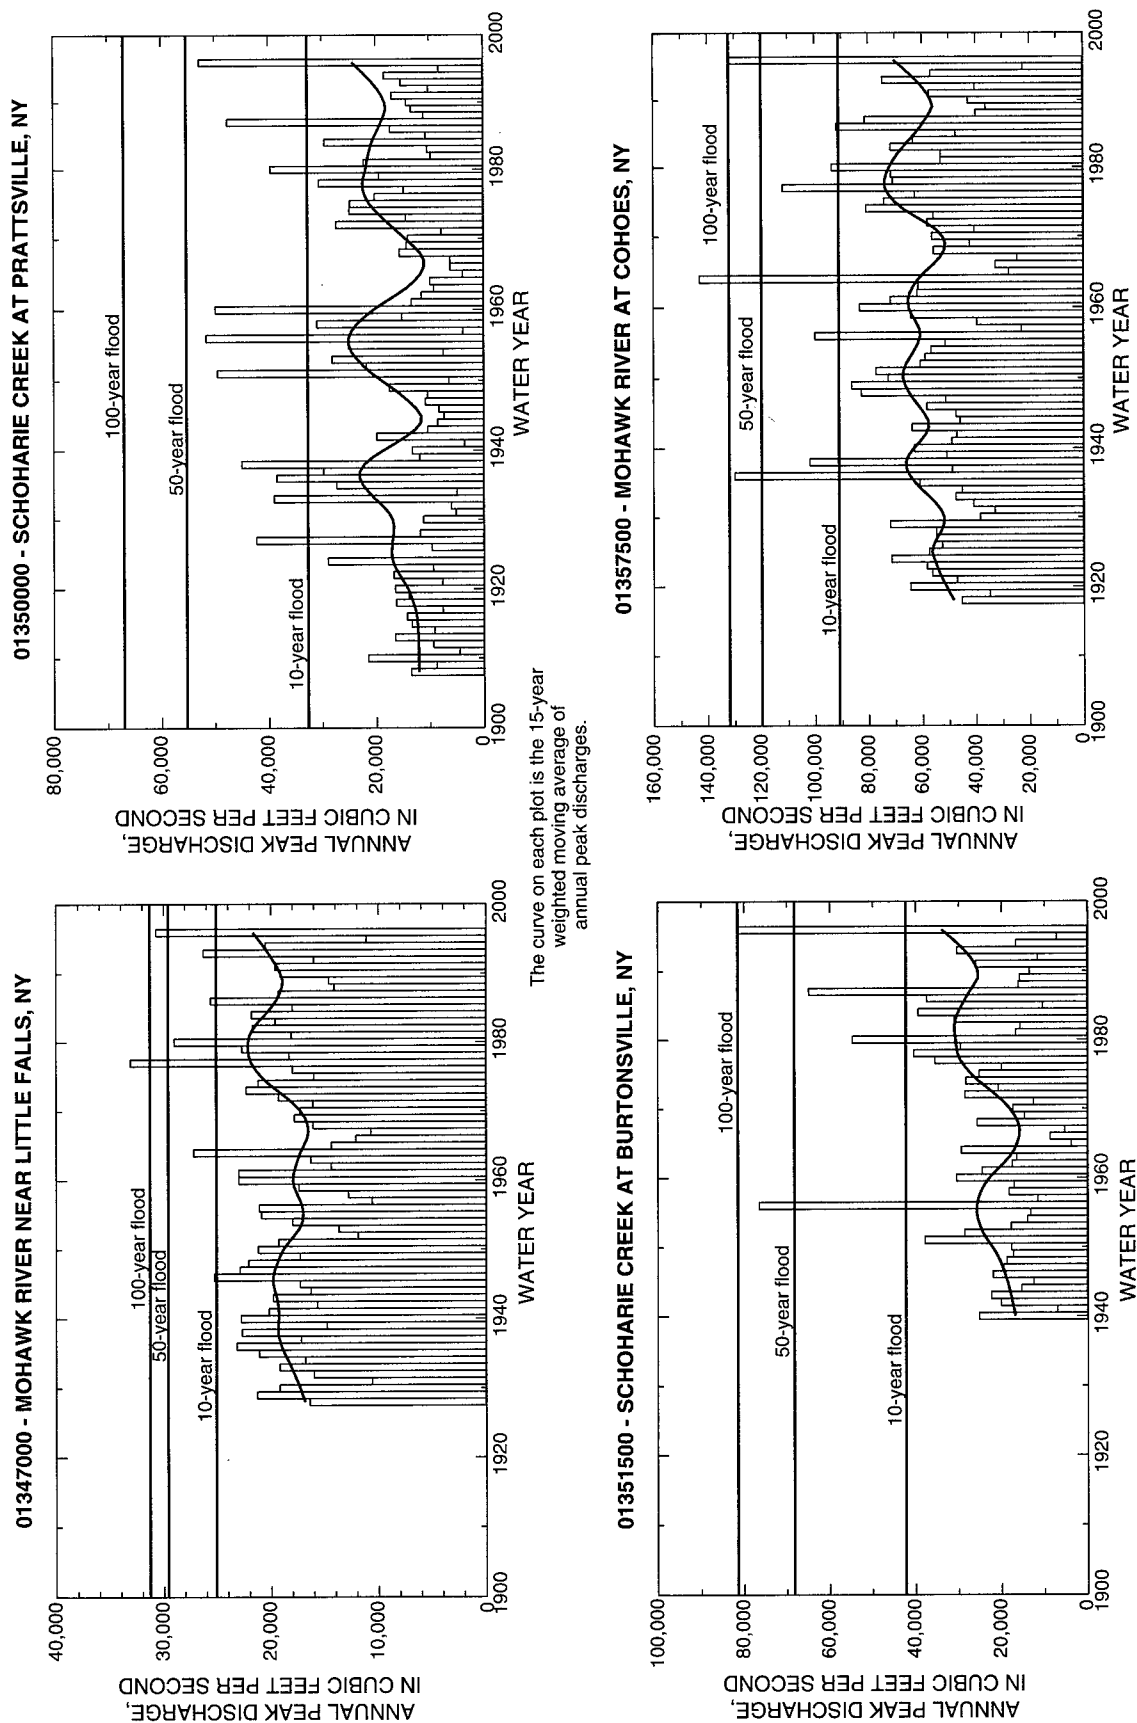 01347000 - MOHAWK RIVER NEAR LITTLE FALLS, NY
ANNUAL PEAK DISCHARGE,
IN CUBIC FEET PER SECOND
40,000
30,000
20,000
10,000
0
100-year flood
50-year flood
10-year flood
1900
1920
1940
1960
1980
2000
WATER YEAR
01350000 - SCHOHARIE CREEK AT PRATTSVILLE, NY
ANNUAL PEAK DISCHARGE,
IN CUBIC FEET PER SECOND
80,000
60,000
40,000
20,000
0
100-year flood
50-year flood
10-year flood
1900
1920
1940
1960
1980
2000
WATER YEAR
The curve on each plot is the 15-year
weighted moving average of
annual peak discharges.
01351500 - SCHOHARIE CREEK AT BURTONSVILLE, NY
ANNUAL PEAK DISCHARGE,
IN CUBIC FEET PER SECOND
100,000
80,000
60,000
40,000
20,000
0
100-year flood
50-year flood
10-year flood
1900
1920
1940
1960
1980
2000
WATER YEAR
01357500 - MOHAWK RIVER AT COHOES, NY
ANNUAL PEAK DISCHARGE,
IN CUBIC FEET PER SECOND
160,000
140,000
120,000
100,000
80,000
60,000
40,000
20,000
0
100-year flood
50-year flood
10-year flood
1900
1920
1940
1960
1980
2000
WATER YEAR